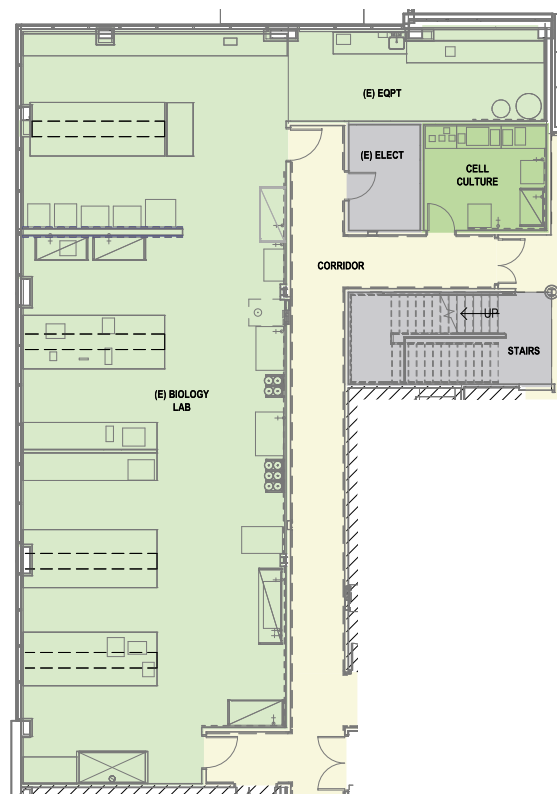 (E) EQPT
(E) ELECT
CELL
CULTURE
CORRIDOR
UP
STAIRS
(E) BIOLOGY
LAB